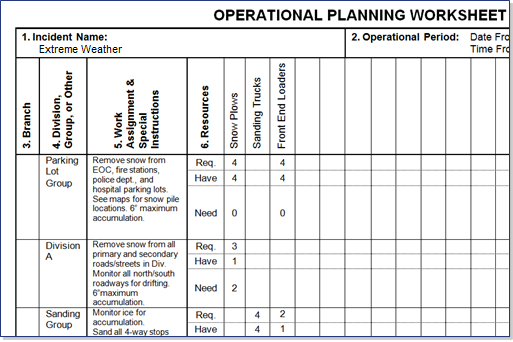 OPERATIONAL PLANNING WORKSHEET
1. Incident Name:
Extreme Weather
2. Operational Period: Date Fro
Time Fro
3. Branch
4. Division,
Group, or Other
5. Work
Assignment &
Special
Instructions
6. Resources
Snow Plows
Sanding Trucks
Front End Loaders
Parking
Lot
Group
Remove snow from
EOC, fire stations,
police dept., and
hospital parking lots.
See maps for snow pile
locations. 6" maximum
accumulation.
Req. 4 4
Have 4 4
Need 0 0
Division
A
Remove snow from all
primary and secondary
roads/streets in Div.
Monitor all north/south
roadways for drifting.
6"maximum
accumulation.
Req. 3
Have 1
Need 2
Sanding
Group
Monitor ice for
accumulation.
Sand all 4-way stops
Req. 4 2
Have 4 1